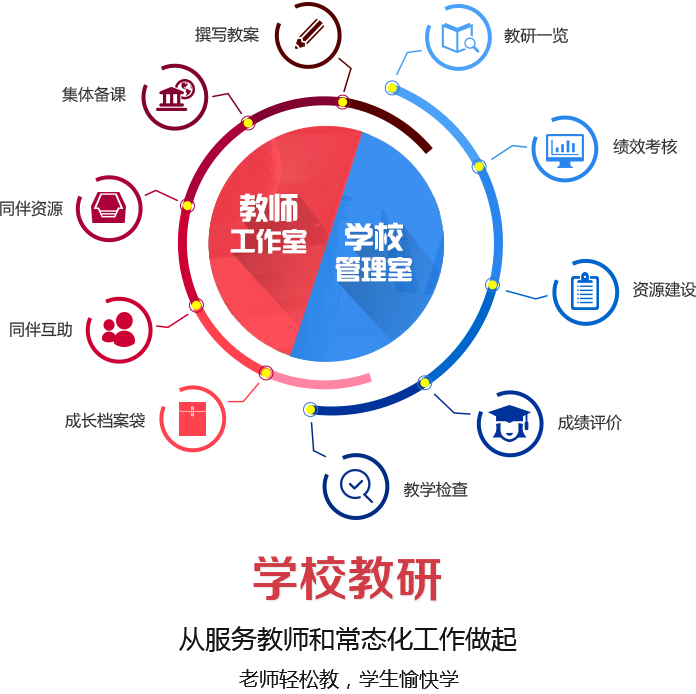 撰写教案
教研一览
集体备课
绩效考核
同伴资源
教师
工作室
学校
管理室
资源建设
同伴互助
成长档案袋
成绩评价
教学检查
学校教研
从服务教师和常态化工作做起
老师轻松教，学生愉快学